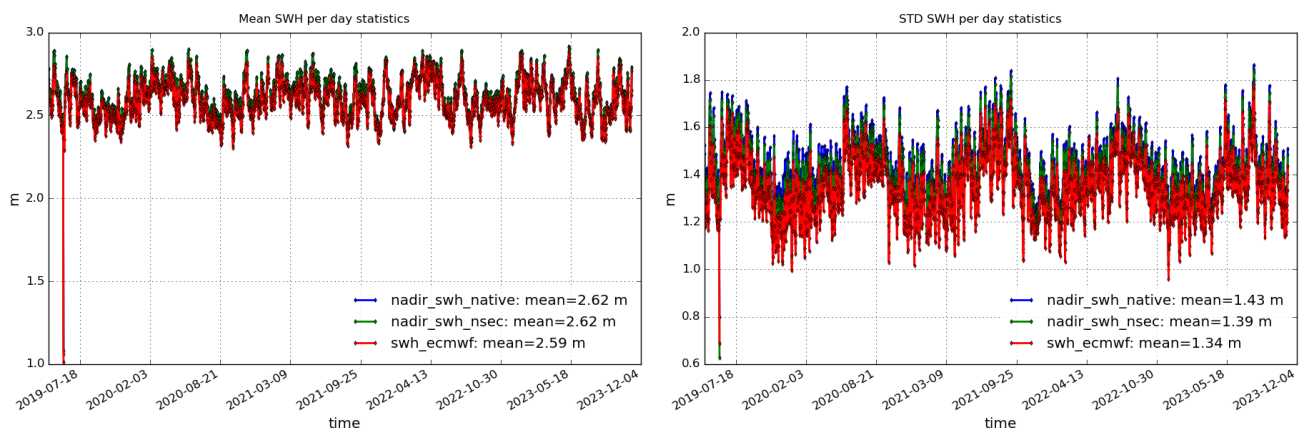 Mean SWH per day statistics
3.0
2.5
2.0
1.5
1.0
m
nadir_swh_native: mean=2.62 m
nadir_swh_nsec: mean=2.62 m
swh_ecmwf: mean=2.59 m
2019-07-18
2020-02-03
2020-08-21
2021-03-09
2021-09-25
2022-04-13
2022-10-30
2023-05-18
2023-12-04
time
STD SWH per day statistics
2.0
1.8
1.6
1.4
1.2
1.0
0.8
0.6
m
nadir_swh_native: mean=1.43 m
nadir_swh_nsec: mean=1.39 m
swh_ecmwf: mean=1.34 m
2019-07-18
2020-02-03
2020-08-21
2021-03-09
2021-09-25
2022-04-13
2022-10-30
2023-05-18
2023-12-04
time